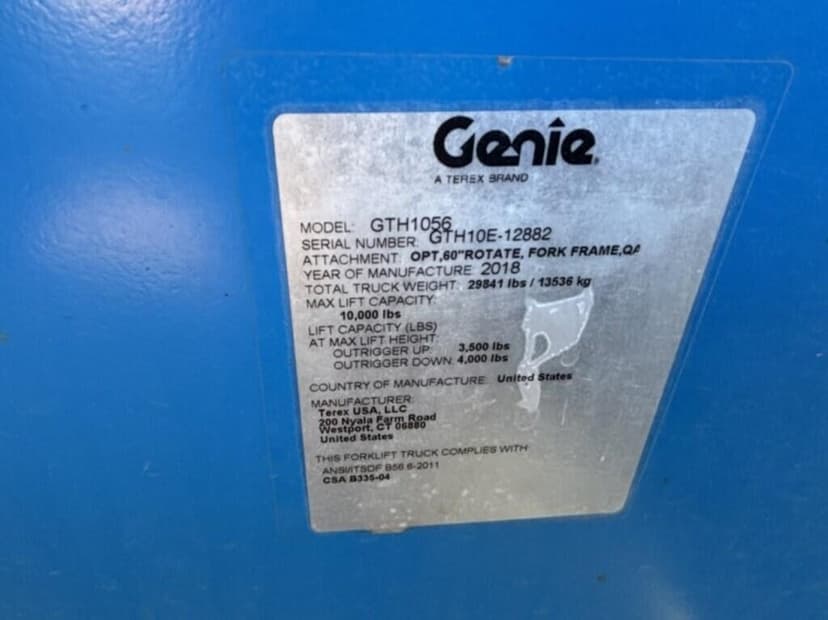 Genie
A TEREX BRAND
MODEL: GTH1056
SERIAL NUMBER: GTH10E-12882
ATTACHMENT: OPT,60"ROTATE, FORK FRAME,QA
YEAR OF MANUFACTURE: 2018
TOTAL TRUCK WEIGHT: 29841 lbs / 13536 kg
MAX LIFT CAPACITY:
10,000 lbs
LIFT CAPACITY (LBS)
AT MAX LIFT HEIGHT:
OUTRIGGER UP: 3,500 lbs
OUTRIGGER DOWN: 4,000 lbs
COUNTRY OF MANUFACTURE: United States
MANUFACTURER:
Terex USA, LLC
200 Nyala Farm Road
Westport, CT 06880
United States
THIS FORKLIFT TRUCK COMPLIES WITH:
ANSI/ITSDF B56.6-2011
CSA B335-04